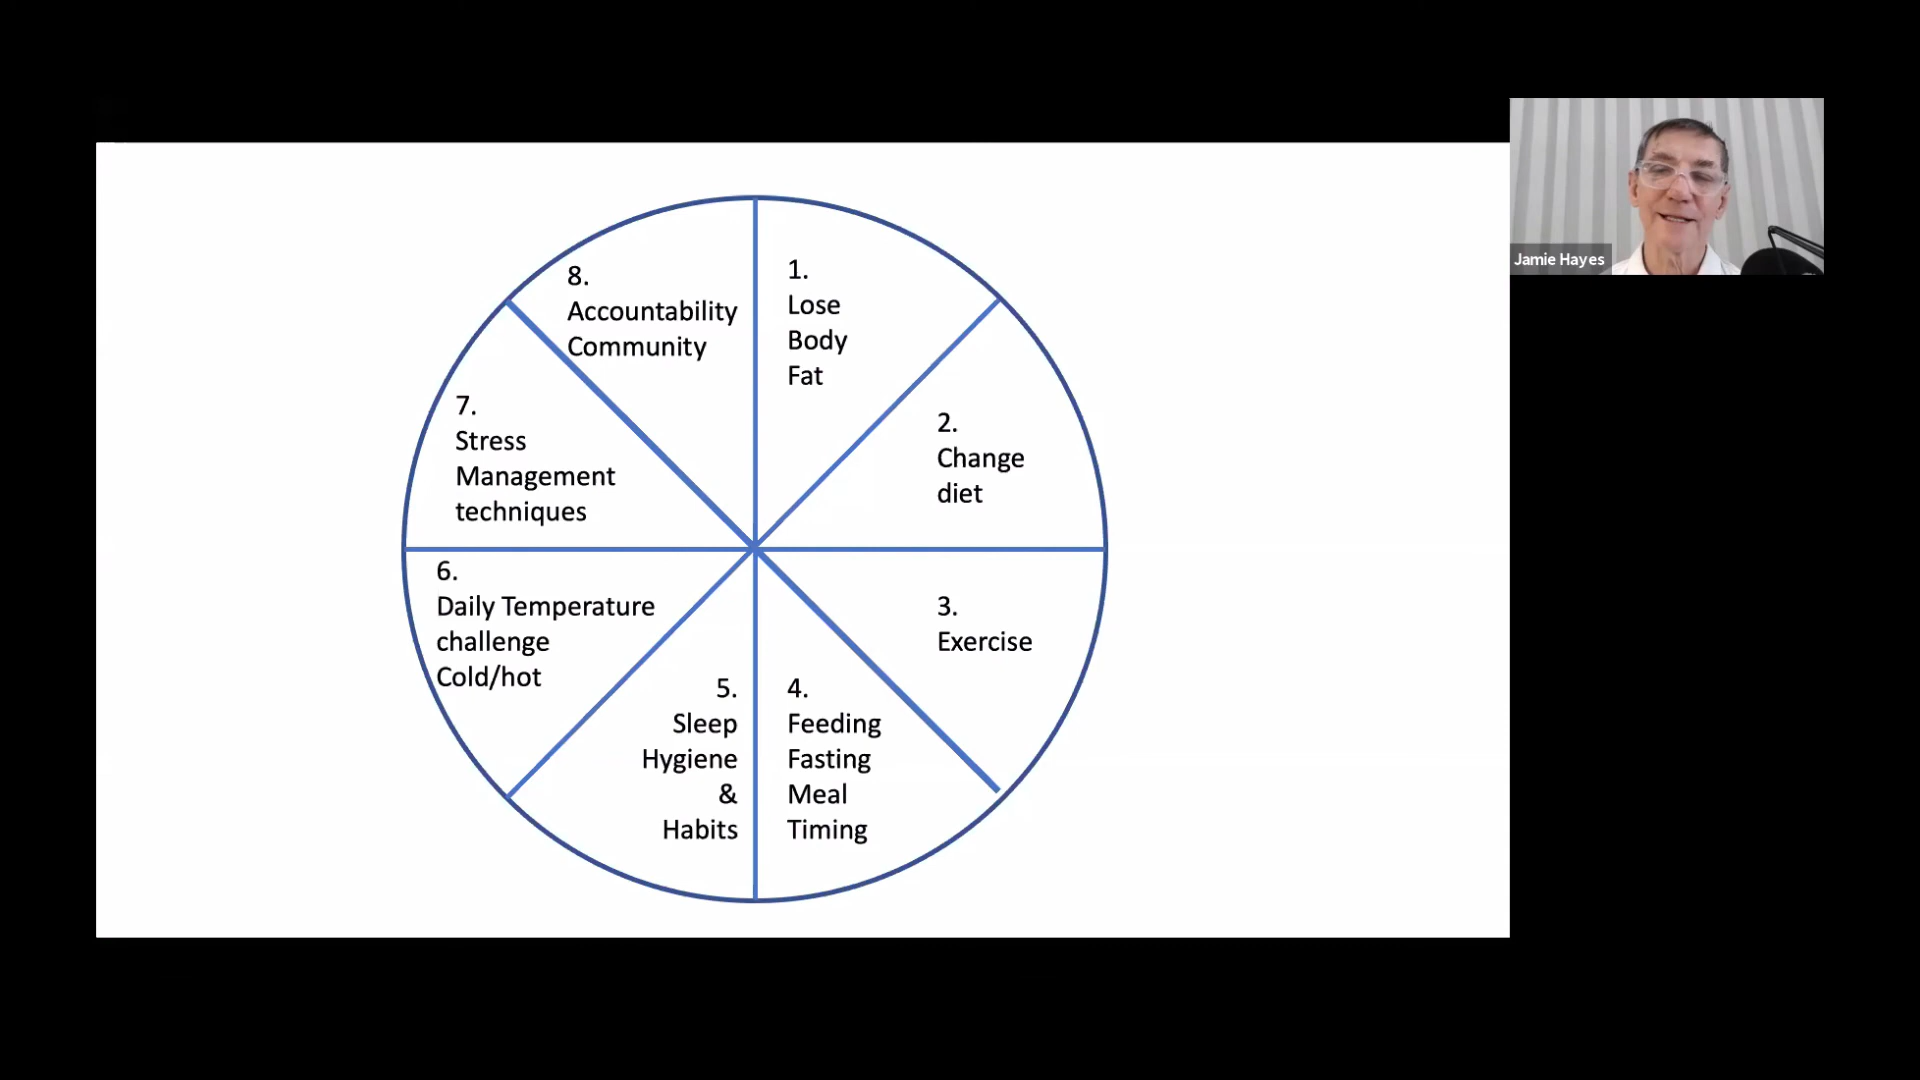 8.
Accountability
Community
1.
Lose
Body
Fat
2.
Change
diet
3.
Exercise
4.
Feeding
Fasting
Meal
Timing
5.
Sleep
Hygiene
&
Habits
6.
Daily Temperature
challenge
Cold/hot
7.
Stress
Management
techniques
Jamie Hayes